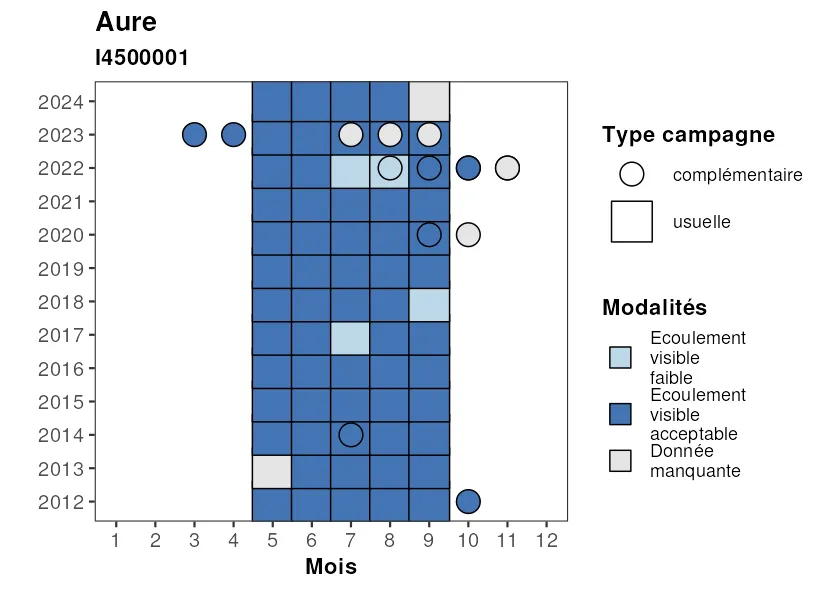 Aure
I4500001
2024
2023
2022
2021
2020
2019
2018
2017
2016
2015
2014
2013
2012
1 2 3 4 5 6 7 8 9 10 11 12
Mois
Type campagne
complémentaire
usuelle
Modalités
Ecoulement
visible
faible
Ecoulement
visible
acceptable
Donnée
manquante